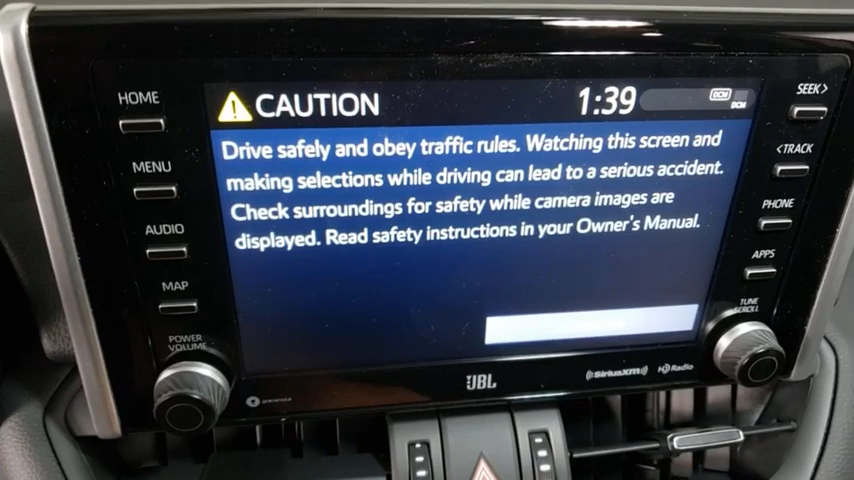 HOME
MENU
AUDIO
MAP
POWER
VOLUME
CAUTION
1:39
DCM
DCM
Drive safely and obey traffic rules. Watching this screen and
making selections while driving can lead to a serious accident.
Check surroundings for safety while camera images are
displayed. Read safety instructions in your Owner's Manual.
SEEK>
<TRACK
PHONE
APPS
TUNE
SCROLL
JBL
SiriusXM
HD Radio